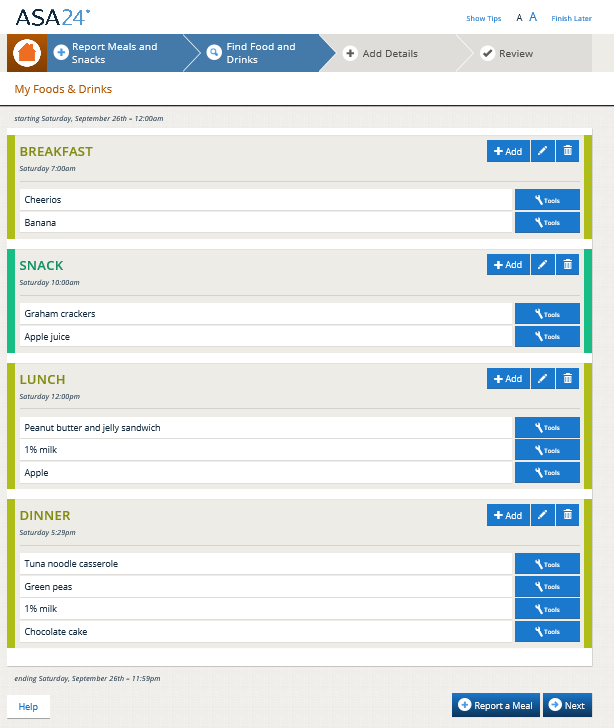 ASA24*
Show Tips A A Finish Later
Report Meals and Snacks
Find Food and Drinks
Add Details
Review
My Foods & Drinks
starting Saturday, September 26th - 12:00am
BREAKFAST
+ Add
Saturday 7:00am
Cheerios Tools
Banana Tools
SNACK
+ Add
Saturday 10:00am
Graham crackers Tools
Apple juice Tools
LUNCH
+ Add
Saturday 12:00pm
Peanut butter and jelly sandwich Tools
1% milk Tools
Apple Tools
DINNER
+ Add
Saturday 5:29pm
Tuna noodle casserole Tools
Green peas Tools
1% milk Tools
Chocolate cake Tools
ending Saturday, September 26th - 11:59pm
Help
Report a Meal
Next